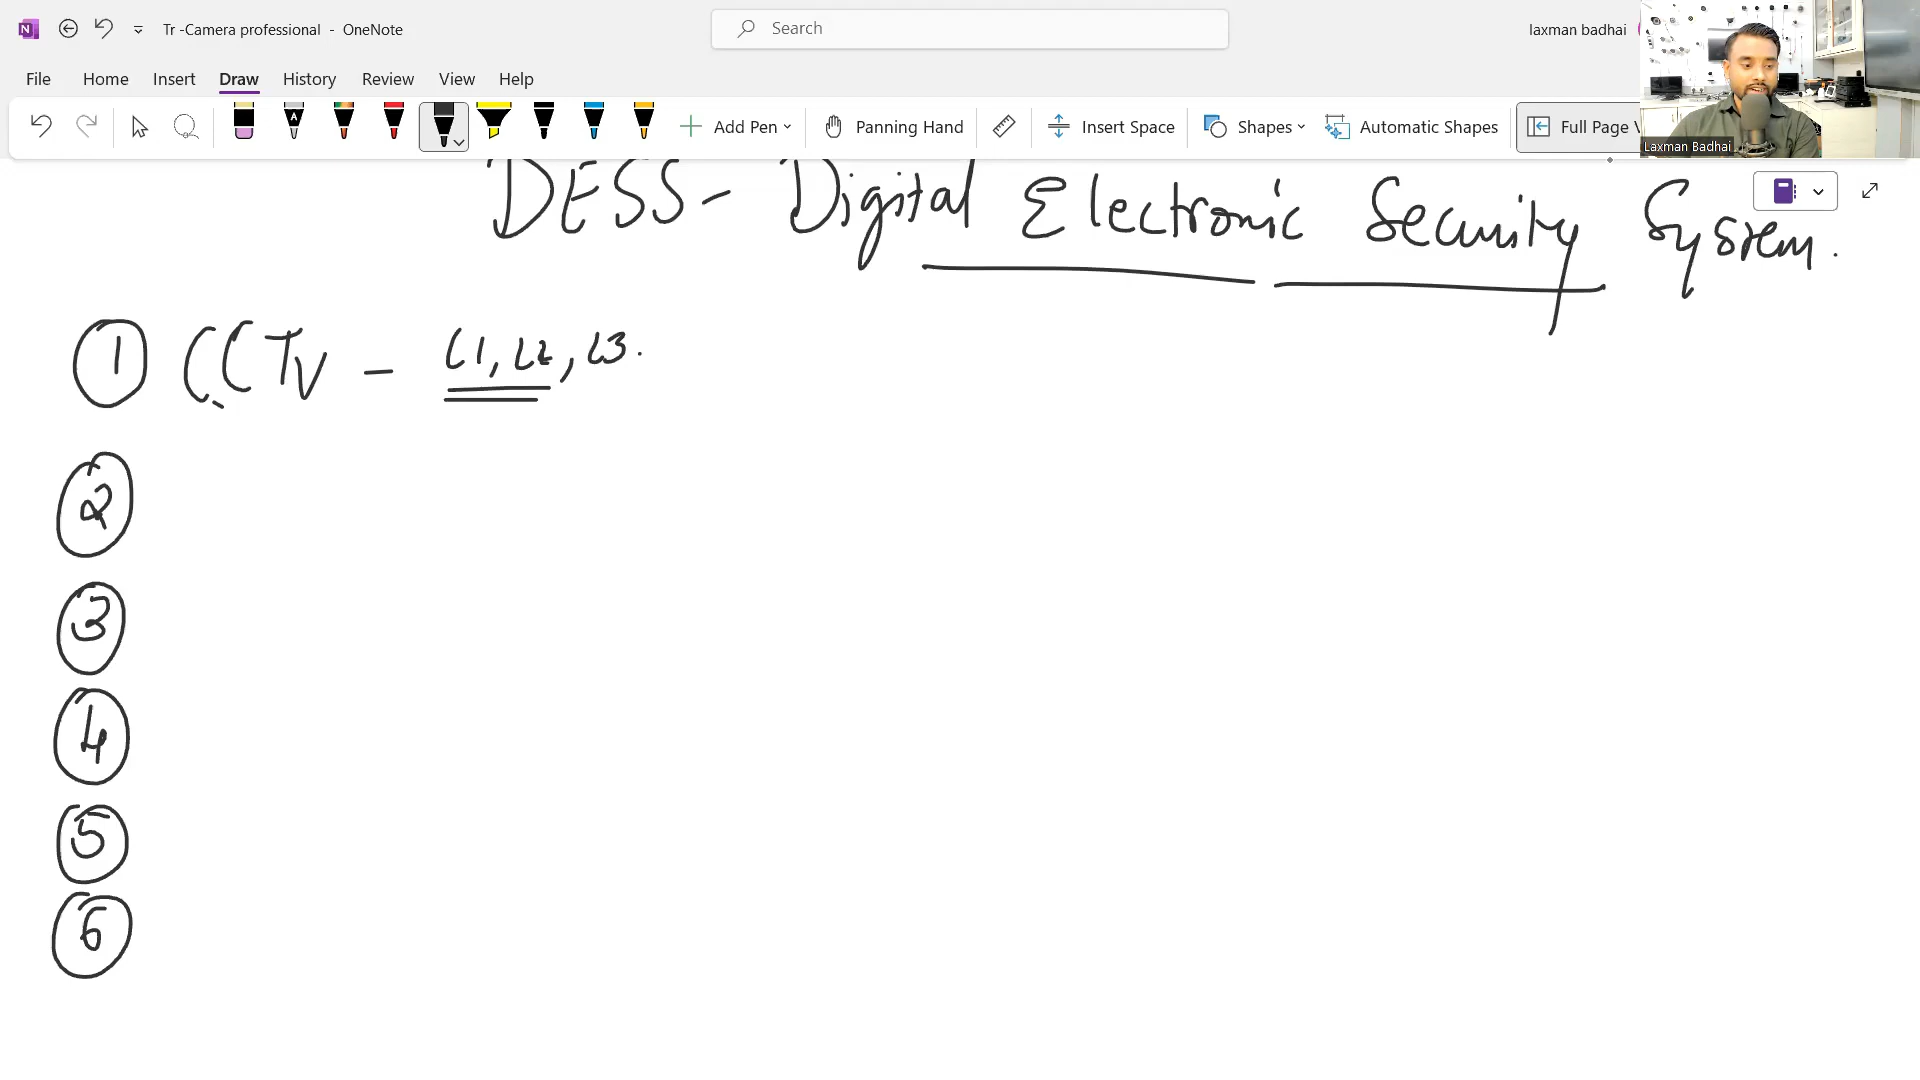 Tr -Camera professional - OneNote
Search
laxman badhai
File Home Insert Draw History Review View Help
Add Pen Panning Hand Insert Space Shapes Automatic Shapes Full Page V
Laxman Badhai
DESS - Digital Electronic Security System.
1 CCTV - L1, L2, L3.
2
3
4
5
6